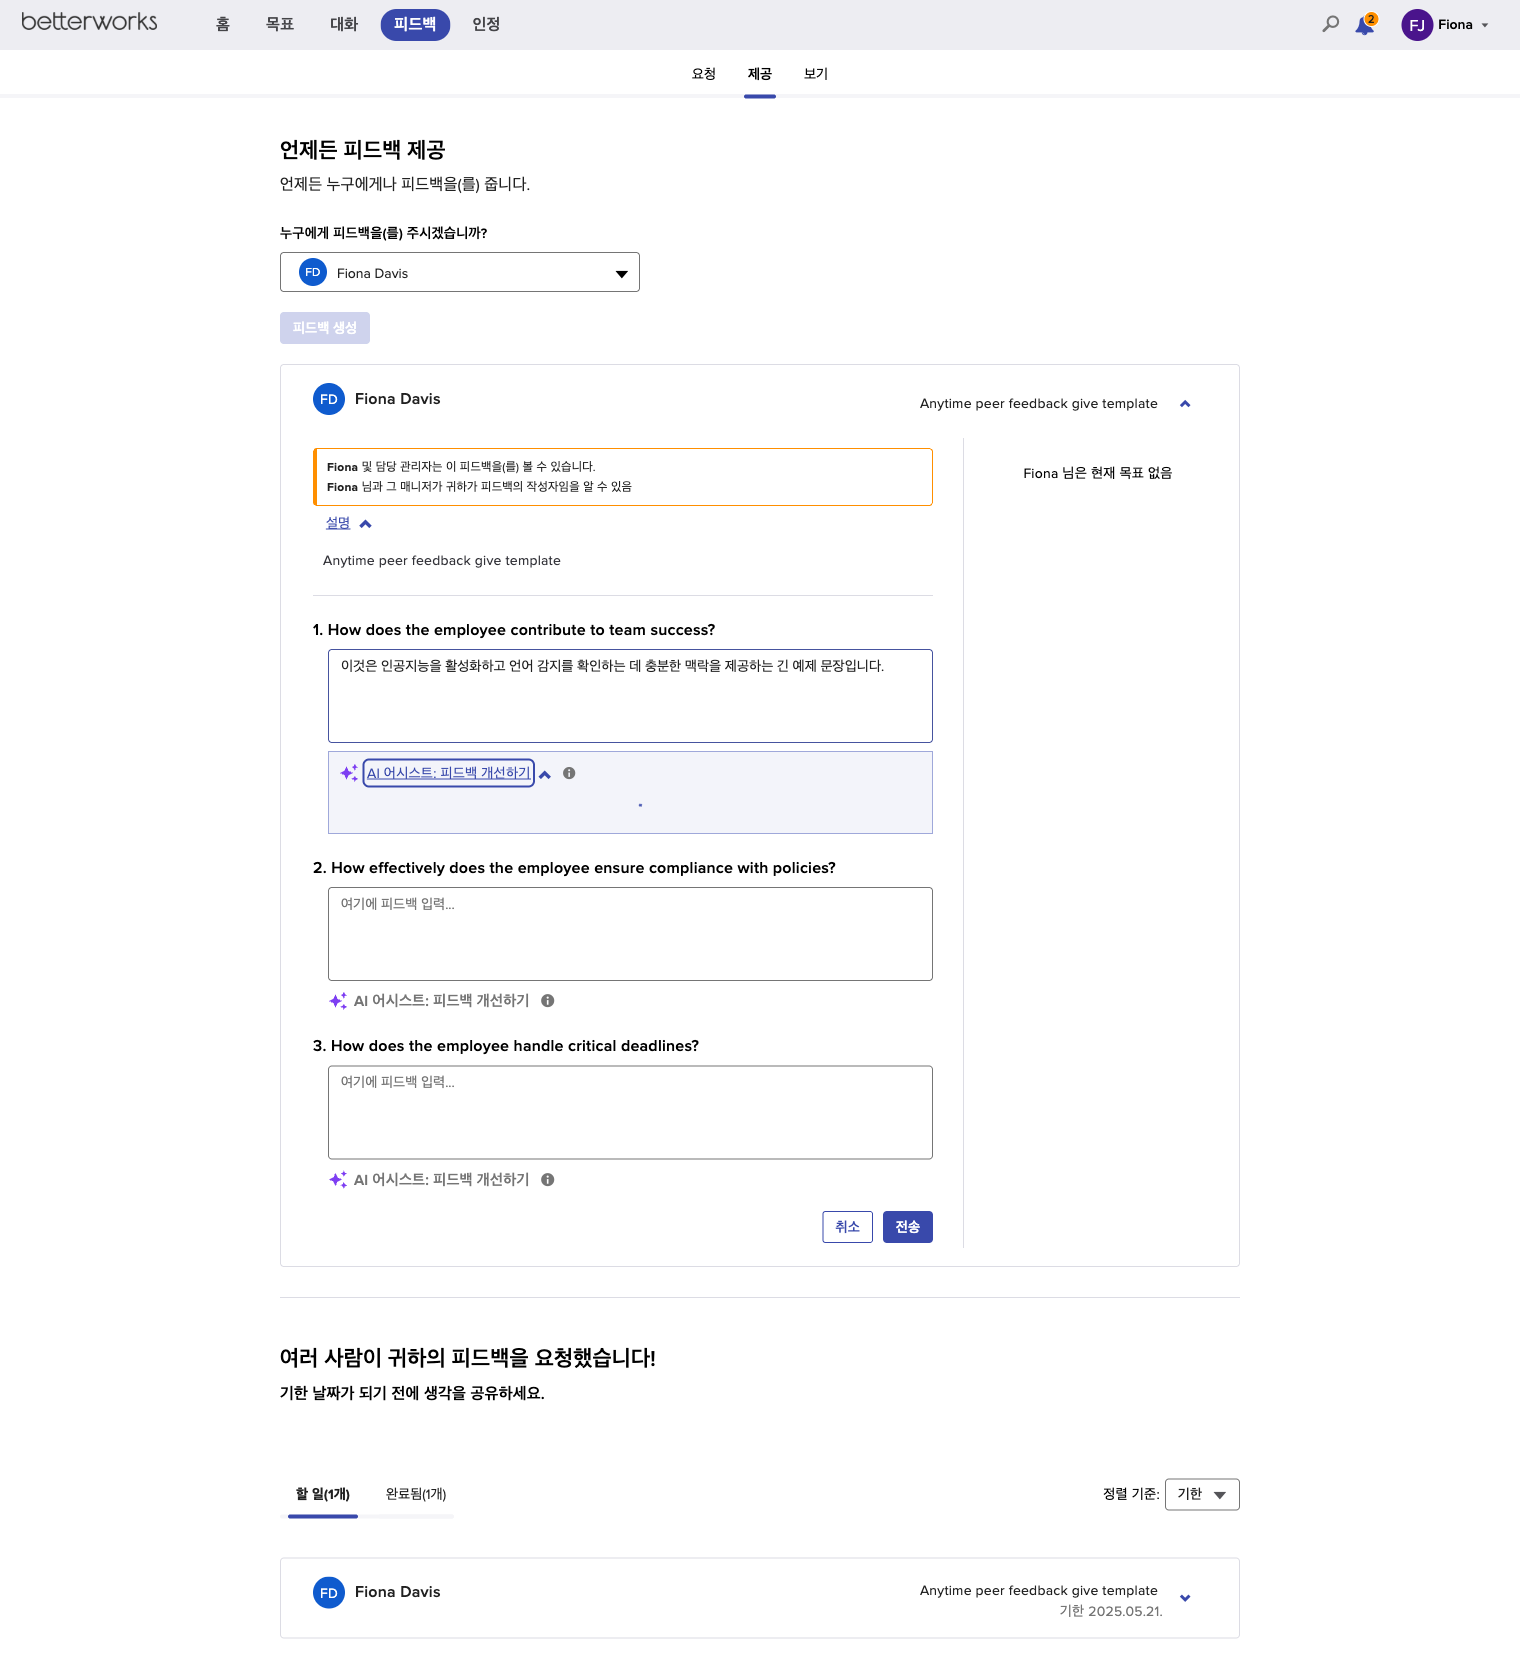 betterworks 홈 목표 대화 피드백 인정 2 FJ Fiona
요청 제공 보기
언제든 피드백 제공
언제든 누구에게나 피드백을(를) 줍니다.
누구에게 피드백을(를) 주시겠습니까?
FD Fiona Davis
피드백 생성
FD Fiona Davis Anytime peer feedback give template
Fiona 및 담당 관리자는 이 피드백을(를) 볼 수 있습니다.
Fiona 님과 그 매니저가 귀하가 피드백의 작성자임을 알 수 있음
Fiona 님은 현재 목표 없음
설명
Anytime peer feedback give template
1. How does the employee contribute to team success?
이것은 인공지능을 활성화하고 언어 감지를 확인하는 데 충분한 맥락을 제공하는 긴 예제 문장입니다.
AI 어시스트: 피드백 개선하기
2. How effectively does the employee ensure compliance with policies?
여기에 피드백 입력...
AI 어시스트: 피드백 개선하기
3. How does the employee handle critical deadlines?
여기에 피드백 입력...
AI 어시스트: 피드백 개선하기
취소 전송
여러 사람이 귀하의 피드백을 요청했습니다!
기한 날짜가 되기 전에 생각을 공유하세요.
할 일(1개) 완료됨(1개) 정렬 기준: 기한
FD Fiona Davis Anytime peer feedback give template
기한 2025.05.21.